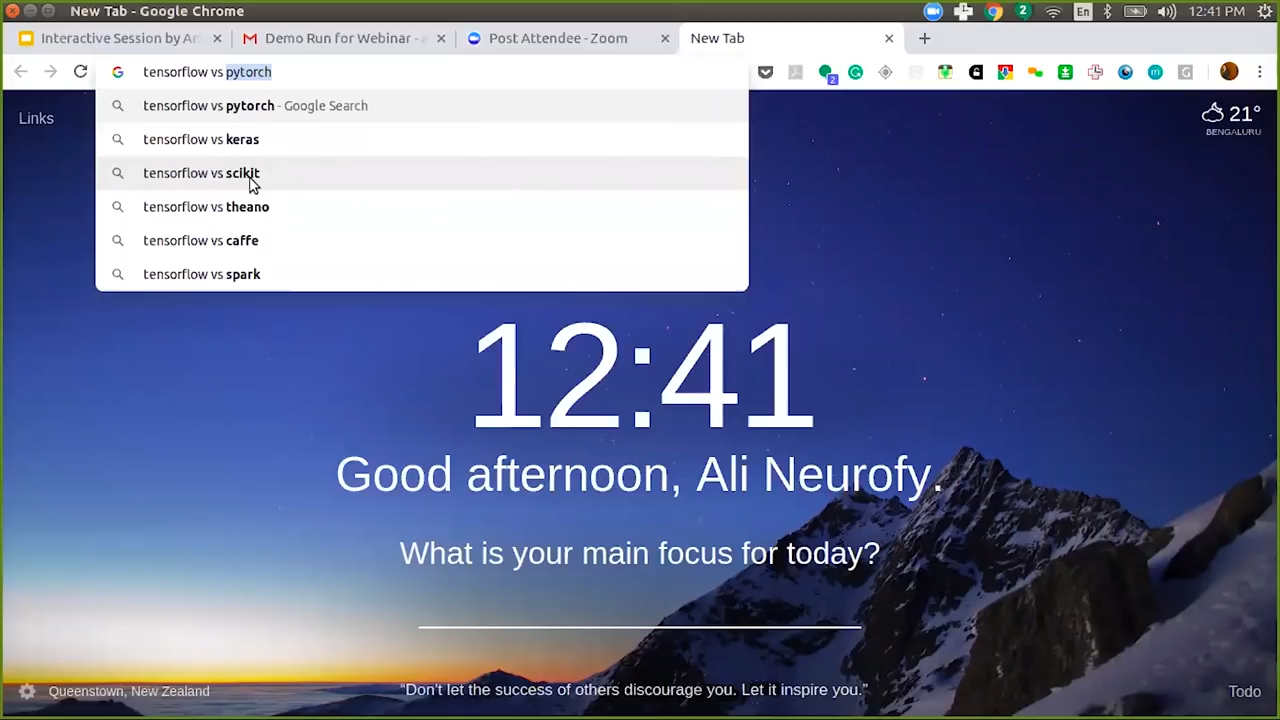 New Tab - Google Chrome
2
En
12:41 PM
Interactive Session by Ar
Demo Run for Webinar - a
Post Attendee - Zoom
New Tab
tensorflow vs pytorch
2
tensorflow vs pytorch - Google Search
tensorflow vs keras
tensorflow vs scikit
tensorflow vs theano
tensorflow vs caffe
tensorflow vs spark
Links
21°
BENGALURU
12:41
Good afternoon, Ali Neurofy.
What is your main focus for today?
Queenstown, New Zealand
"Don't let the success of others discourage you. Let it inspire you."
Todo